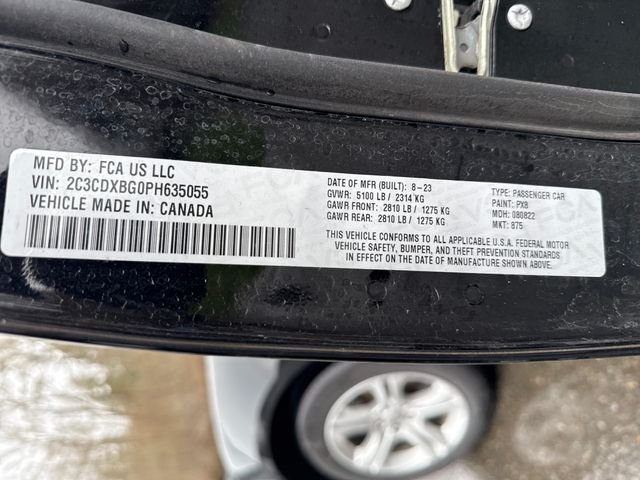 MFD BY: FCA US LLC
VIN: 2C3CDXBG0PH635055
VEHICLE MADE IN: CANADA
DATE OF MFR (BUILT): 8-23
GVWR: 5100 LB / 2314 KG
GAWR FRONT: 2810 LB / 1275 KG
GAWR REAR: 2810 LB / 1275 KG
TYPE: PASSENGER CAR
PAINT: PX8
MDH: 080822
MKT: 875
THIS VEHICLE CONFORMS TO ALL APPLICABLE U.S.A. FEDERAL MOTOR
VEHICLE SAFETY, BUMPER, AND THEFT PREVENTION STANDARDS
IN EFFECT ON THE DATE OF MANUFACTURE SHOWN ABOVE.